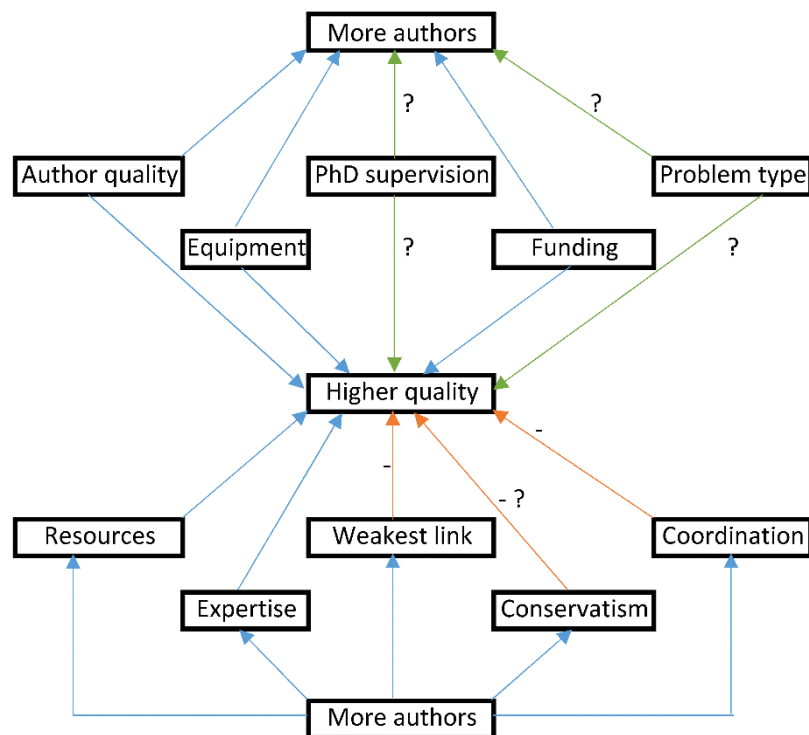 More authors
?
?
Author quality
PhD supervision
Problem type
Equipment
Funding
?
?
Higher quality
-
-
- ?
Resources
Weakest link
Coordination
Expertise
Conservatism
More authors